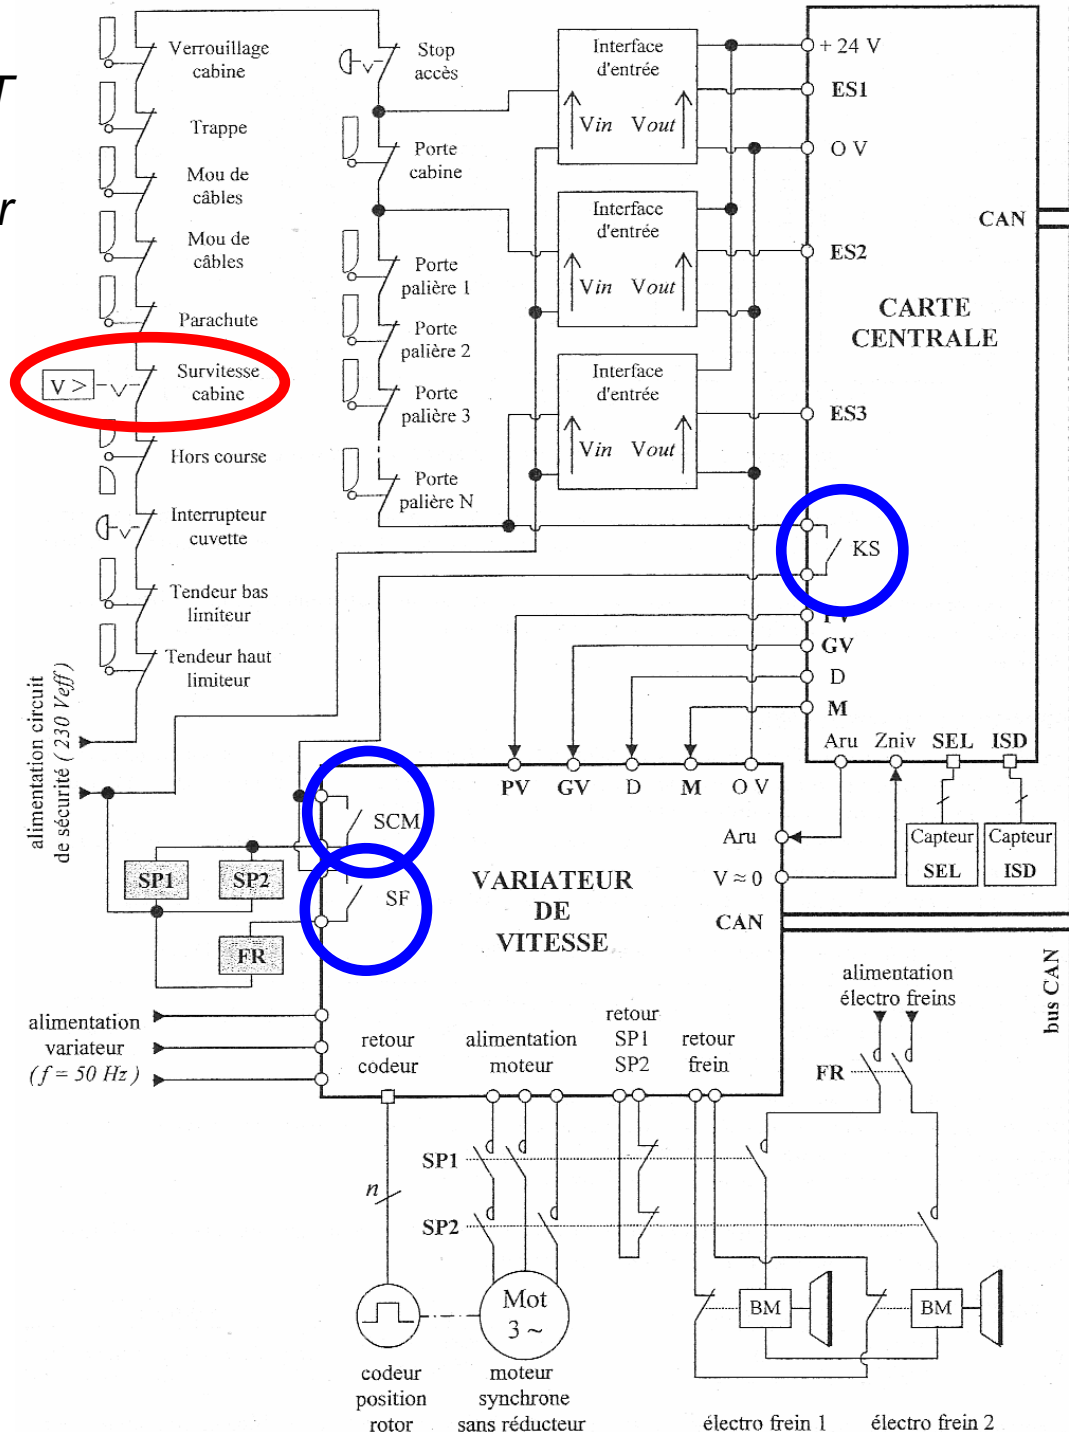 T
r
Verrouillage
cabine
Trappe
Mou de
câbles
Mou de
câbles
Parachute
V >
Survitesse
cabine
Hors course
Interrupteur
cuvette
Tendeur bas
limiteur
Tendeur haut
limiteur
alimentation circuit
de sécurité ( 230 Veff)
Stop
accès
Porte
cabine
Porte
palière 1
Porte
palière 2
Porte
palière 3
Porte
palière N
Interface
d'entrée
Vin Vout
Interface
d'entrée
Vin Vout
Interface
d'entrée
Vin Vout
+ 24 V
ES1
O V
CAN
ES2
CARTE
CENTRALE
ES3
KS
PV
GV
D
M
Aru Zniv SEL ISD
Capteur
SEL
Capteur
ISD
PV GV D M O V
SCM
SF
Aru
V ≈ 0
CAN
VARIATEUR
DE
VITESSE
SP1 SP2
FR
alimentation
variateur
( f = 50 Hz )
retour
codeur
alimentation
moteur
retour
SP1
SP2
retour
frein
bus CAN
alimentation
électro freins
FR
SP1
SP2
n
Mot
3 ~
BM
BM
codeur
position
rotor
moteur
synchrone
sans réducteur
électro frein 1
électro frein 2